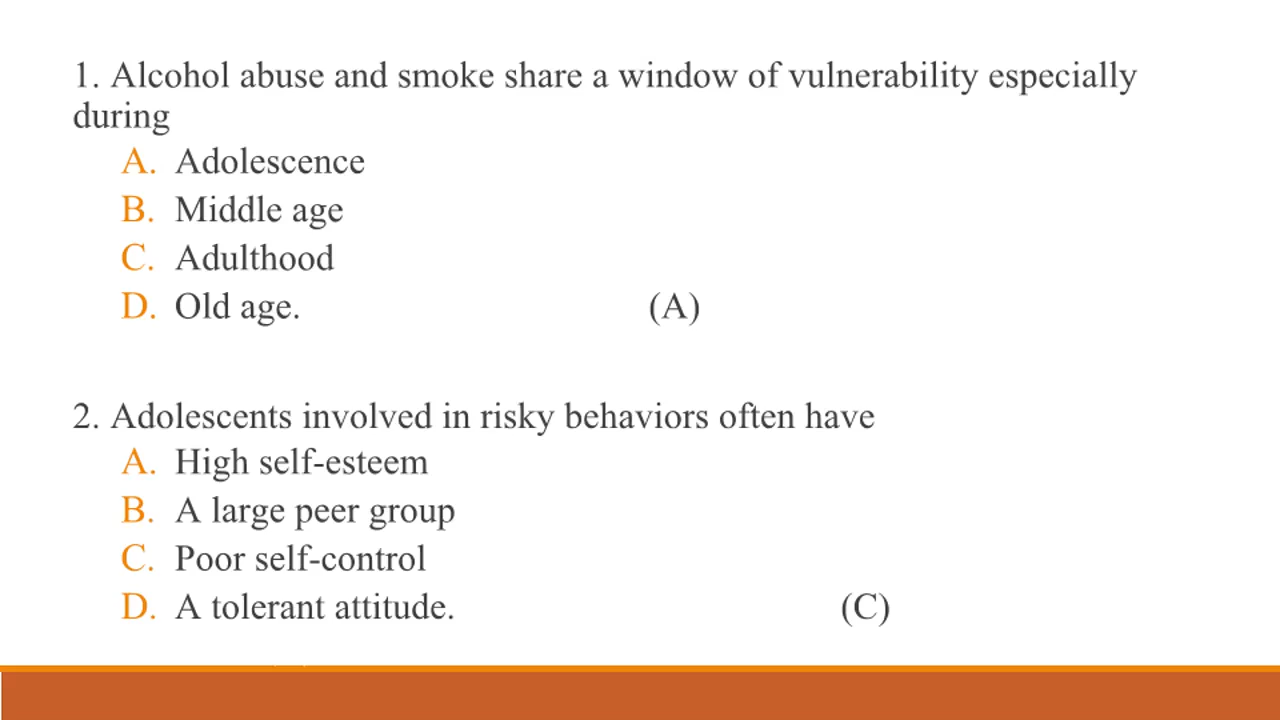 1. Alcohol abuse and smoke share a window of vulnerability especially
during
A. Adolescence
B. Middle age
C. Adulthood
D. Old age. (A)
2. Adolescents involved in risky behaviors often have
A. High self-esteem
B. A large peer group
C. Poor self-control
D. A tolerant attitude. (C)